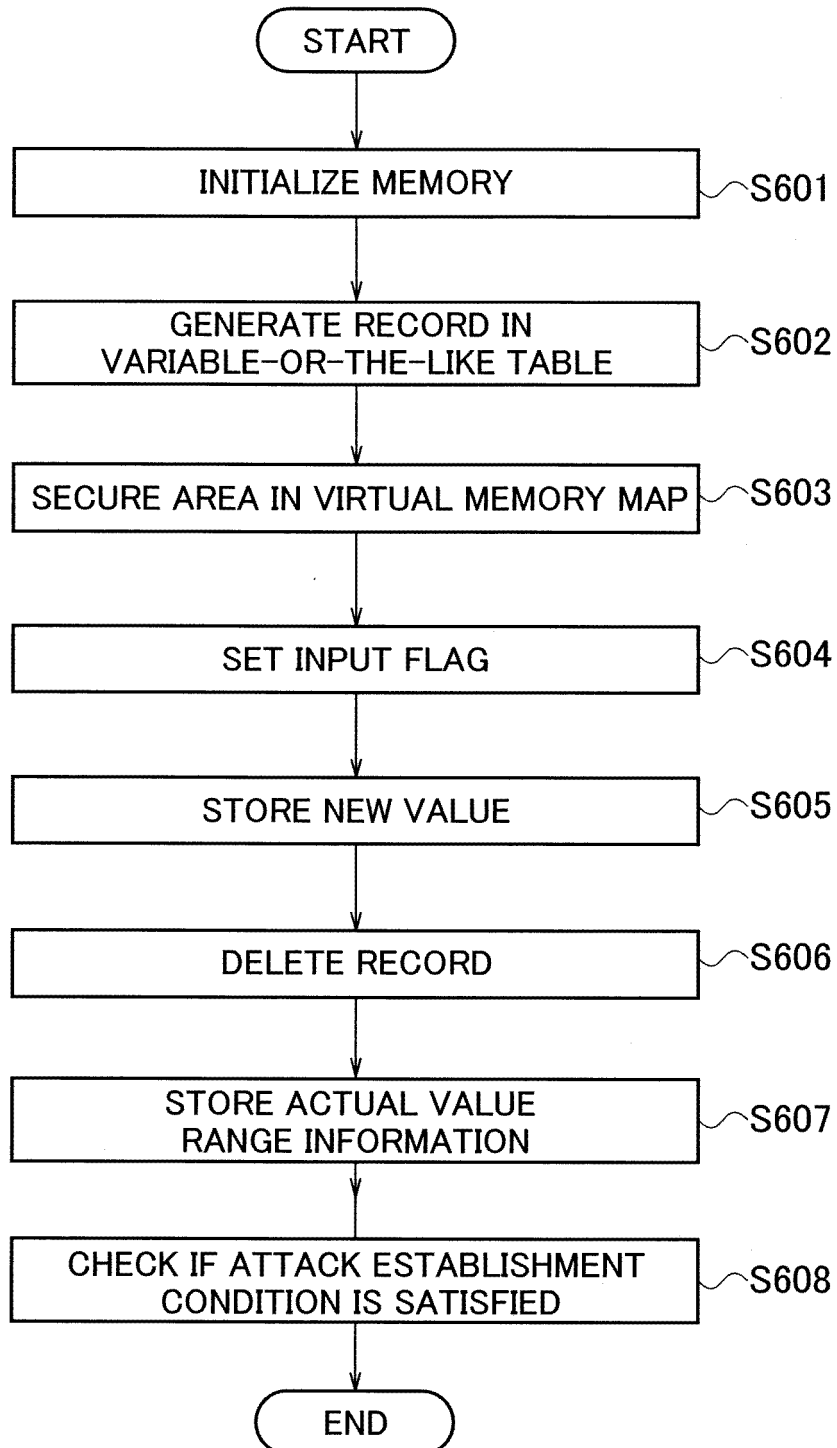 START
INITIALIZE MEMORY
S601
GENERATE RECORD IN
VARIABLE-OR-THE-LIKE TABLE
S602
SECURE AREA IN VIRTUAL MEMORY MAP
S603
SET INPUT FLAG
S604
STORE NEW VALUE
S605
DELETE RECORD
S606
STORE ACTUAL VALUE
RANGE INFORMATION
S607
CHECK IF ATTACK ESTABLISHMENT
CONDITION IS SATISFIED
S608
END